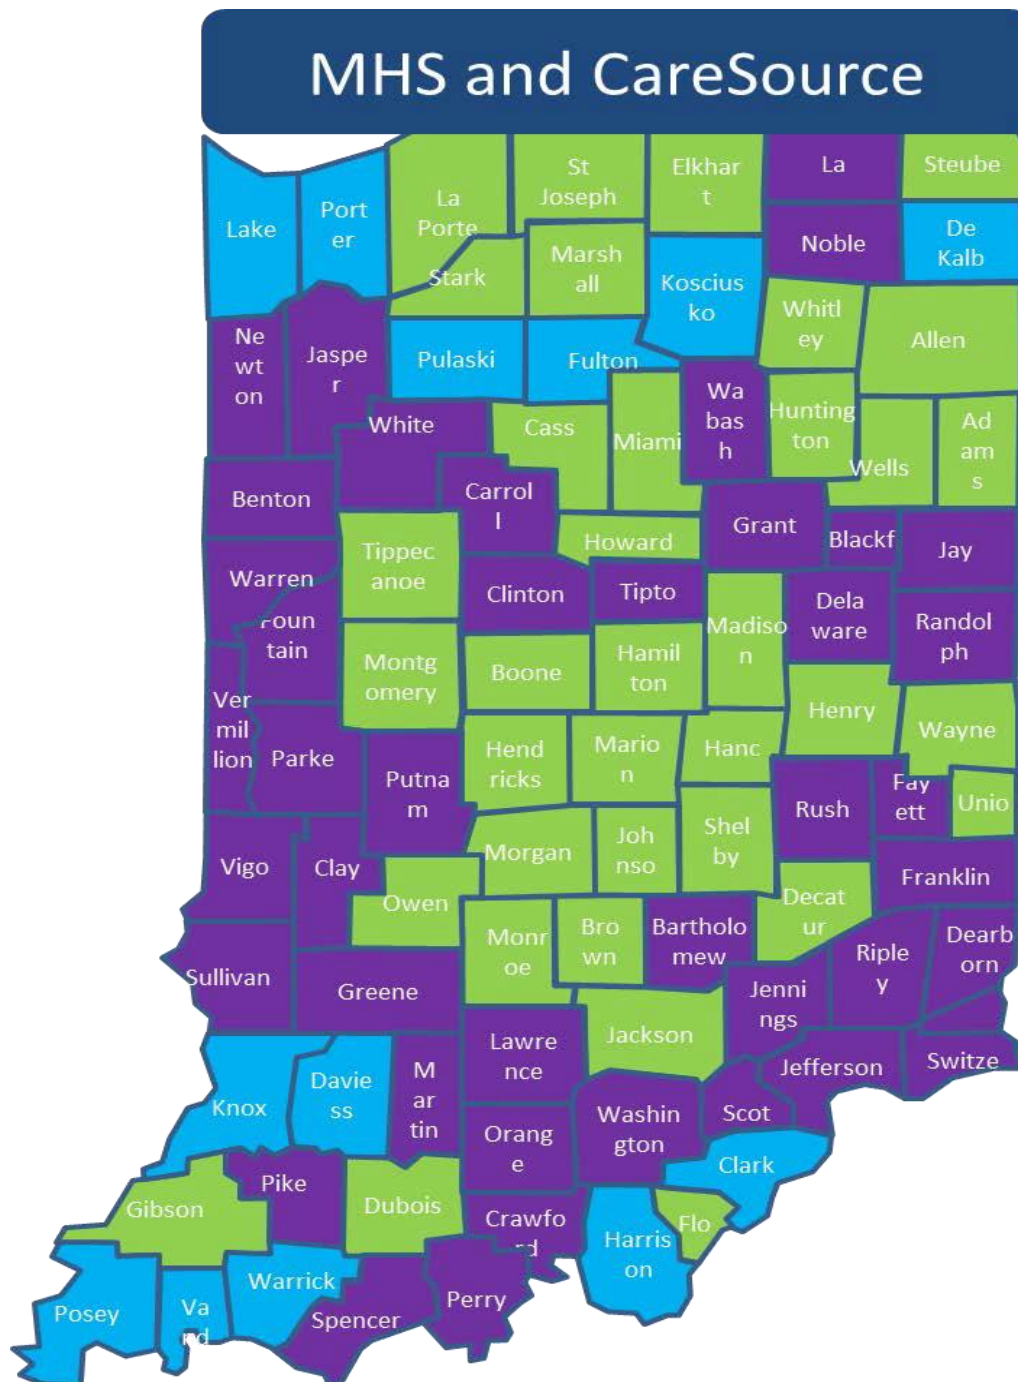 MHS and CareSource
La
Steube
Elkhar
t
St
Joseph
La
Porte
Port
er
Lake
Noble
De
Kalb
Stark
Marsh
all
Koscius
ko
Whitl
ey
Allen
Ne
wt
on
Jaspe
r
Pulaski
Fulton
White
Cass
Miami
Wa
bas
h
Hunting
ton
Wells
Ad
am
s
Benton
Carrol
l
Grant
Blackf
Jay
Tippec
anoe
Howard
Warren
Foun
tain
Clinton
Tipto
Madiso
n
Dela
ware
Randol
ph
Montg
omery
Boone
Hamil
ton
Henry
Wayne
Ver
mil
lion
Parke
Putna
m
Hend
ricks
Mario
n
Hanc
Rush
Fay
ett
Unio
Vigo
Clay
Morgan
Joh
nso
Shel
by
Franklin
Owen
Decat
ur
Monr
oe
Bro
wn
Bartholo
mew
Riple
y
Dearb
orn
Sullivan
Greene
Jenni
ngs
Lawre
nce
Jackson
Jefferson
Switze
Knox
Davie
ss
M
ar
tin
Orang
e
Washin
gton
Scot
Clark
Gibson
Pike
Dubois
Crawfo
rd
Harris
on
Flo
Posey
Va
nd
Warrick
Spencer
Perry